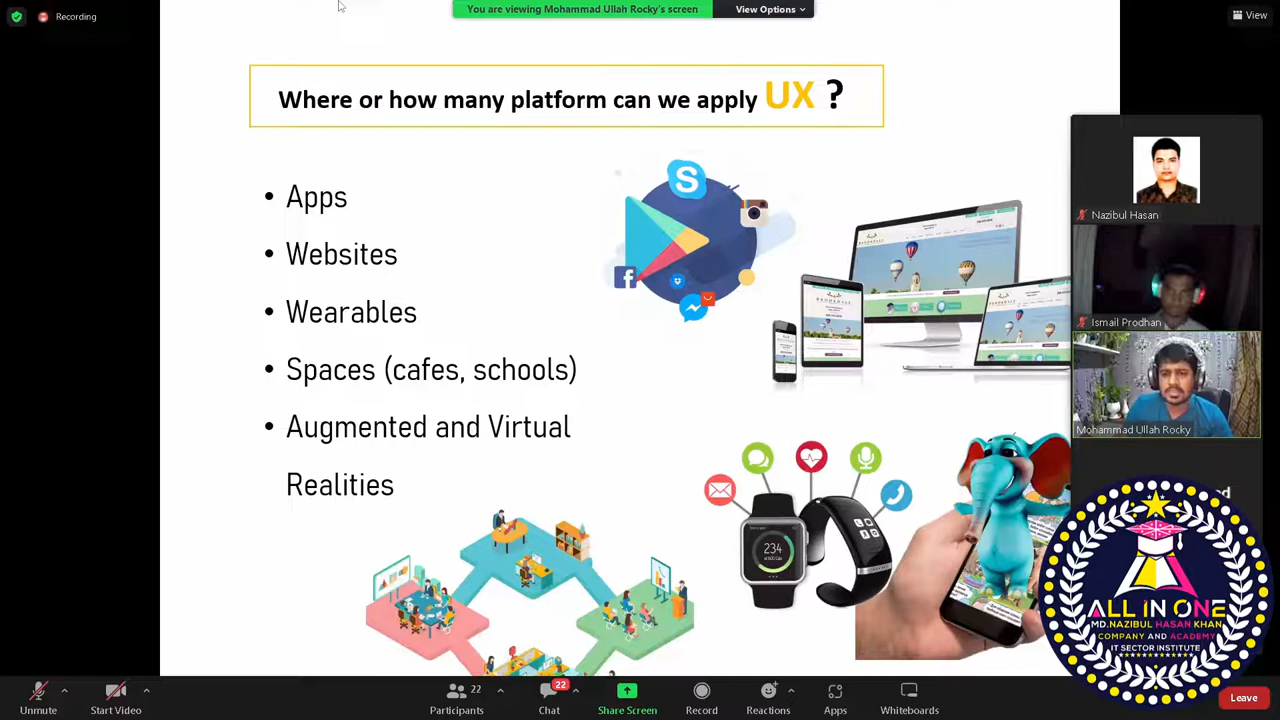 Recording
You are viewing Mohammad Ullah Rocky's screen
View Options
View
Where or how many platform can we apply UX ?
• Apps
• Websites
• Wearables
• Spaces (cafes, schools)
• Augmented and Virtual
Realities
S
f
234
Nazibul Hasan
Ismail Prodhan
Mohammad Ullah Rocky
ALL IN ONE
MD.NAZIBUL HASAN KHAN
COMPANY AND ACADEMY
IT SECTOR INSTITUTE
Unmute
Start Video
22
Participants
22
Chat
Share Screen
Record
Reactions
Apps
Whiteboards
Leave